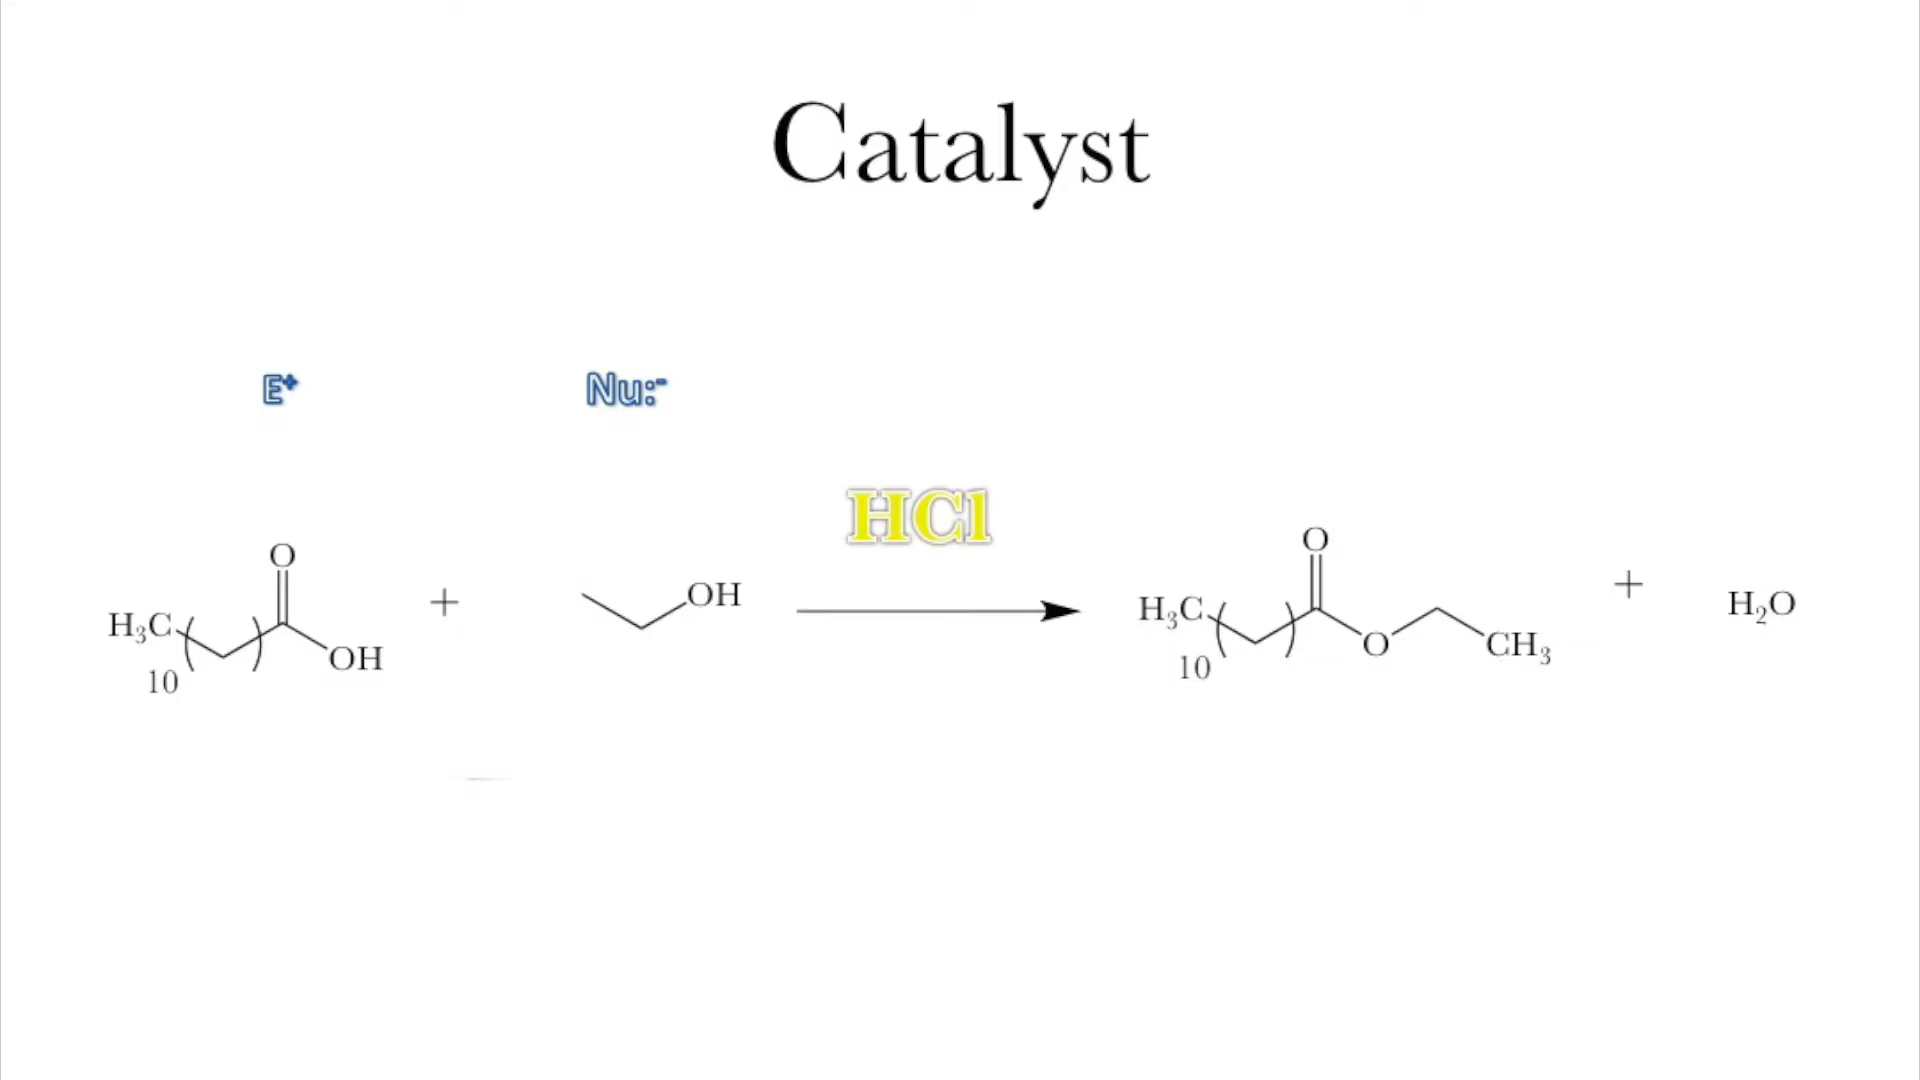 Catalyst
E⁺ Nu:⁻
HCl
O O
H₃C OH + OH H₃C O CH₃ + H₂O
10 10